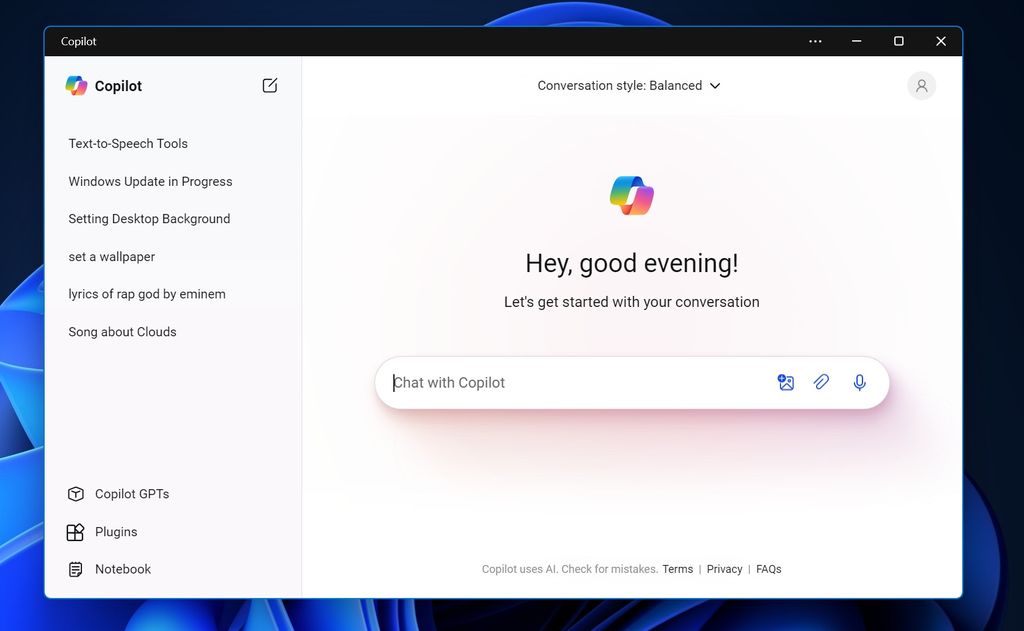 Copilot
Copilot
Text-to-Speech Tools
Windows Update in Progress
Setting Desktop Background
set a wallpaper
lyrics of rap god by eminem
Song about Clouds
Copilot GPTs
Plugins
Notebook
Conversation style: Balanced
Hey, good evening!
Let's get started with your conversation
Chat with Copilot
Copilot uses AI. Check for mistakes. Terms | Privacy | FAQs